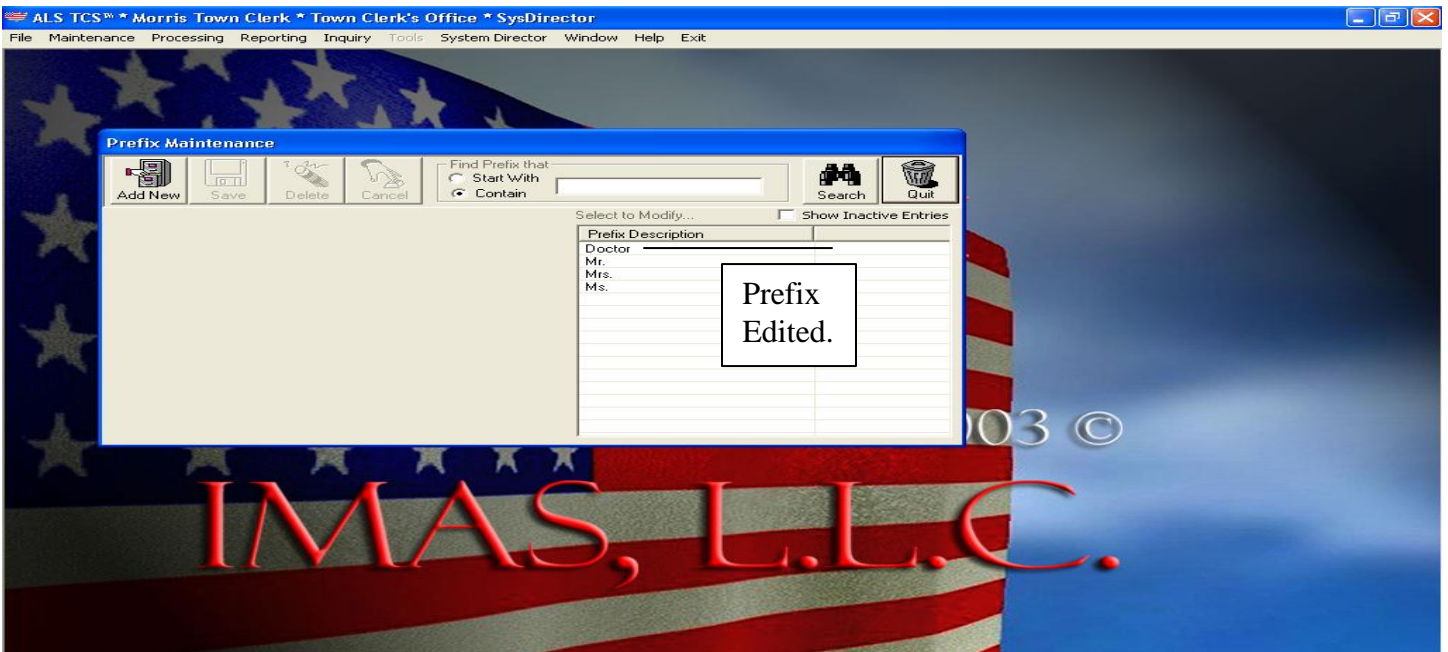 ALS TCS™ * Morris Town Clerk * Town Clerk's Office * SysDirector
File Maintenance Processing Reporting Inquiry Tools System Director Window Help Exit
Prefix Maintenance
Add New Save Delete Cancel
Find Prefix that
Start With
Contain
Search Quit
Select to Modify... Show Inactive Entries
Prefix Description
Doctor
Mr.
Mrs.
Ms.
Prefix
Edited.
03 ©
IMAS, L.L.C.